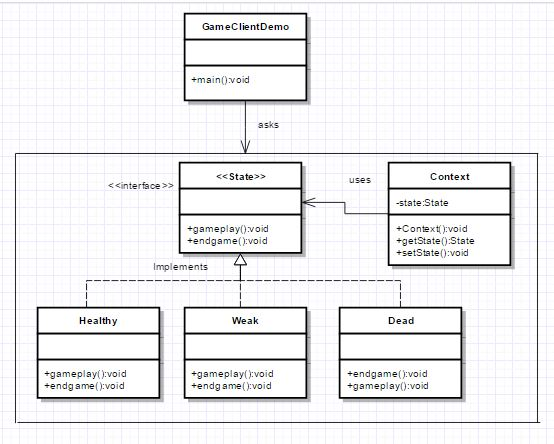 GameClientDemo
+main():void
asks
<<interface>>
<<State>>
+gameplay():void
+endgame():void
uses
Context
-state:State
+Context():void
+getState():State
+setState():void
Implements
Healthy
+gameplay():void
+endgame():void
Weak
+gameplay():void
+endgame():void
Dead
+endgame():void
+gameplay():void